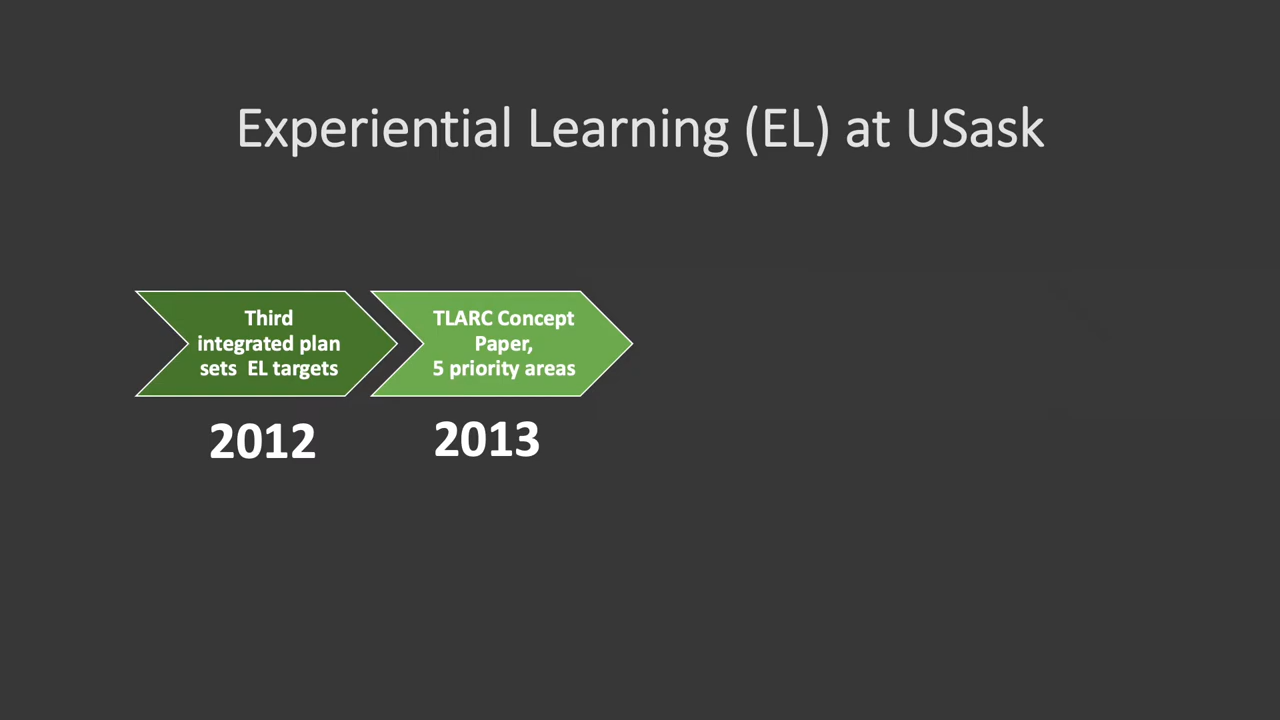 Experiential Learning (EL) at USask
Third
integrated plan
sets  EL targets
TLARC Concept
Paper,
5 priority areas
2012
2013